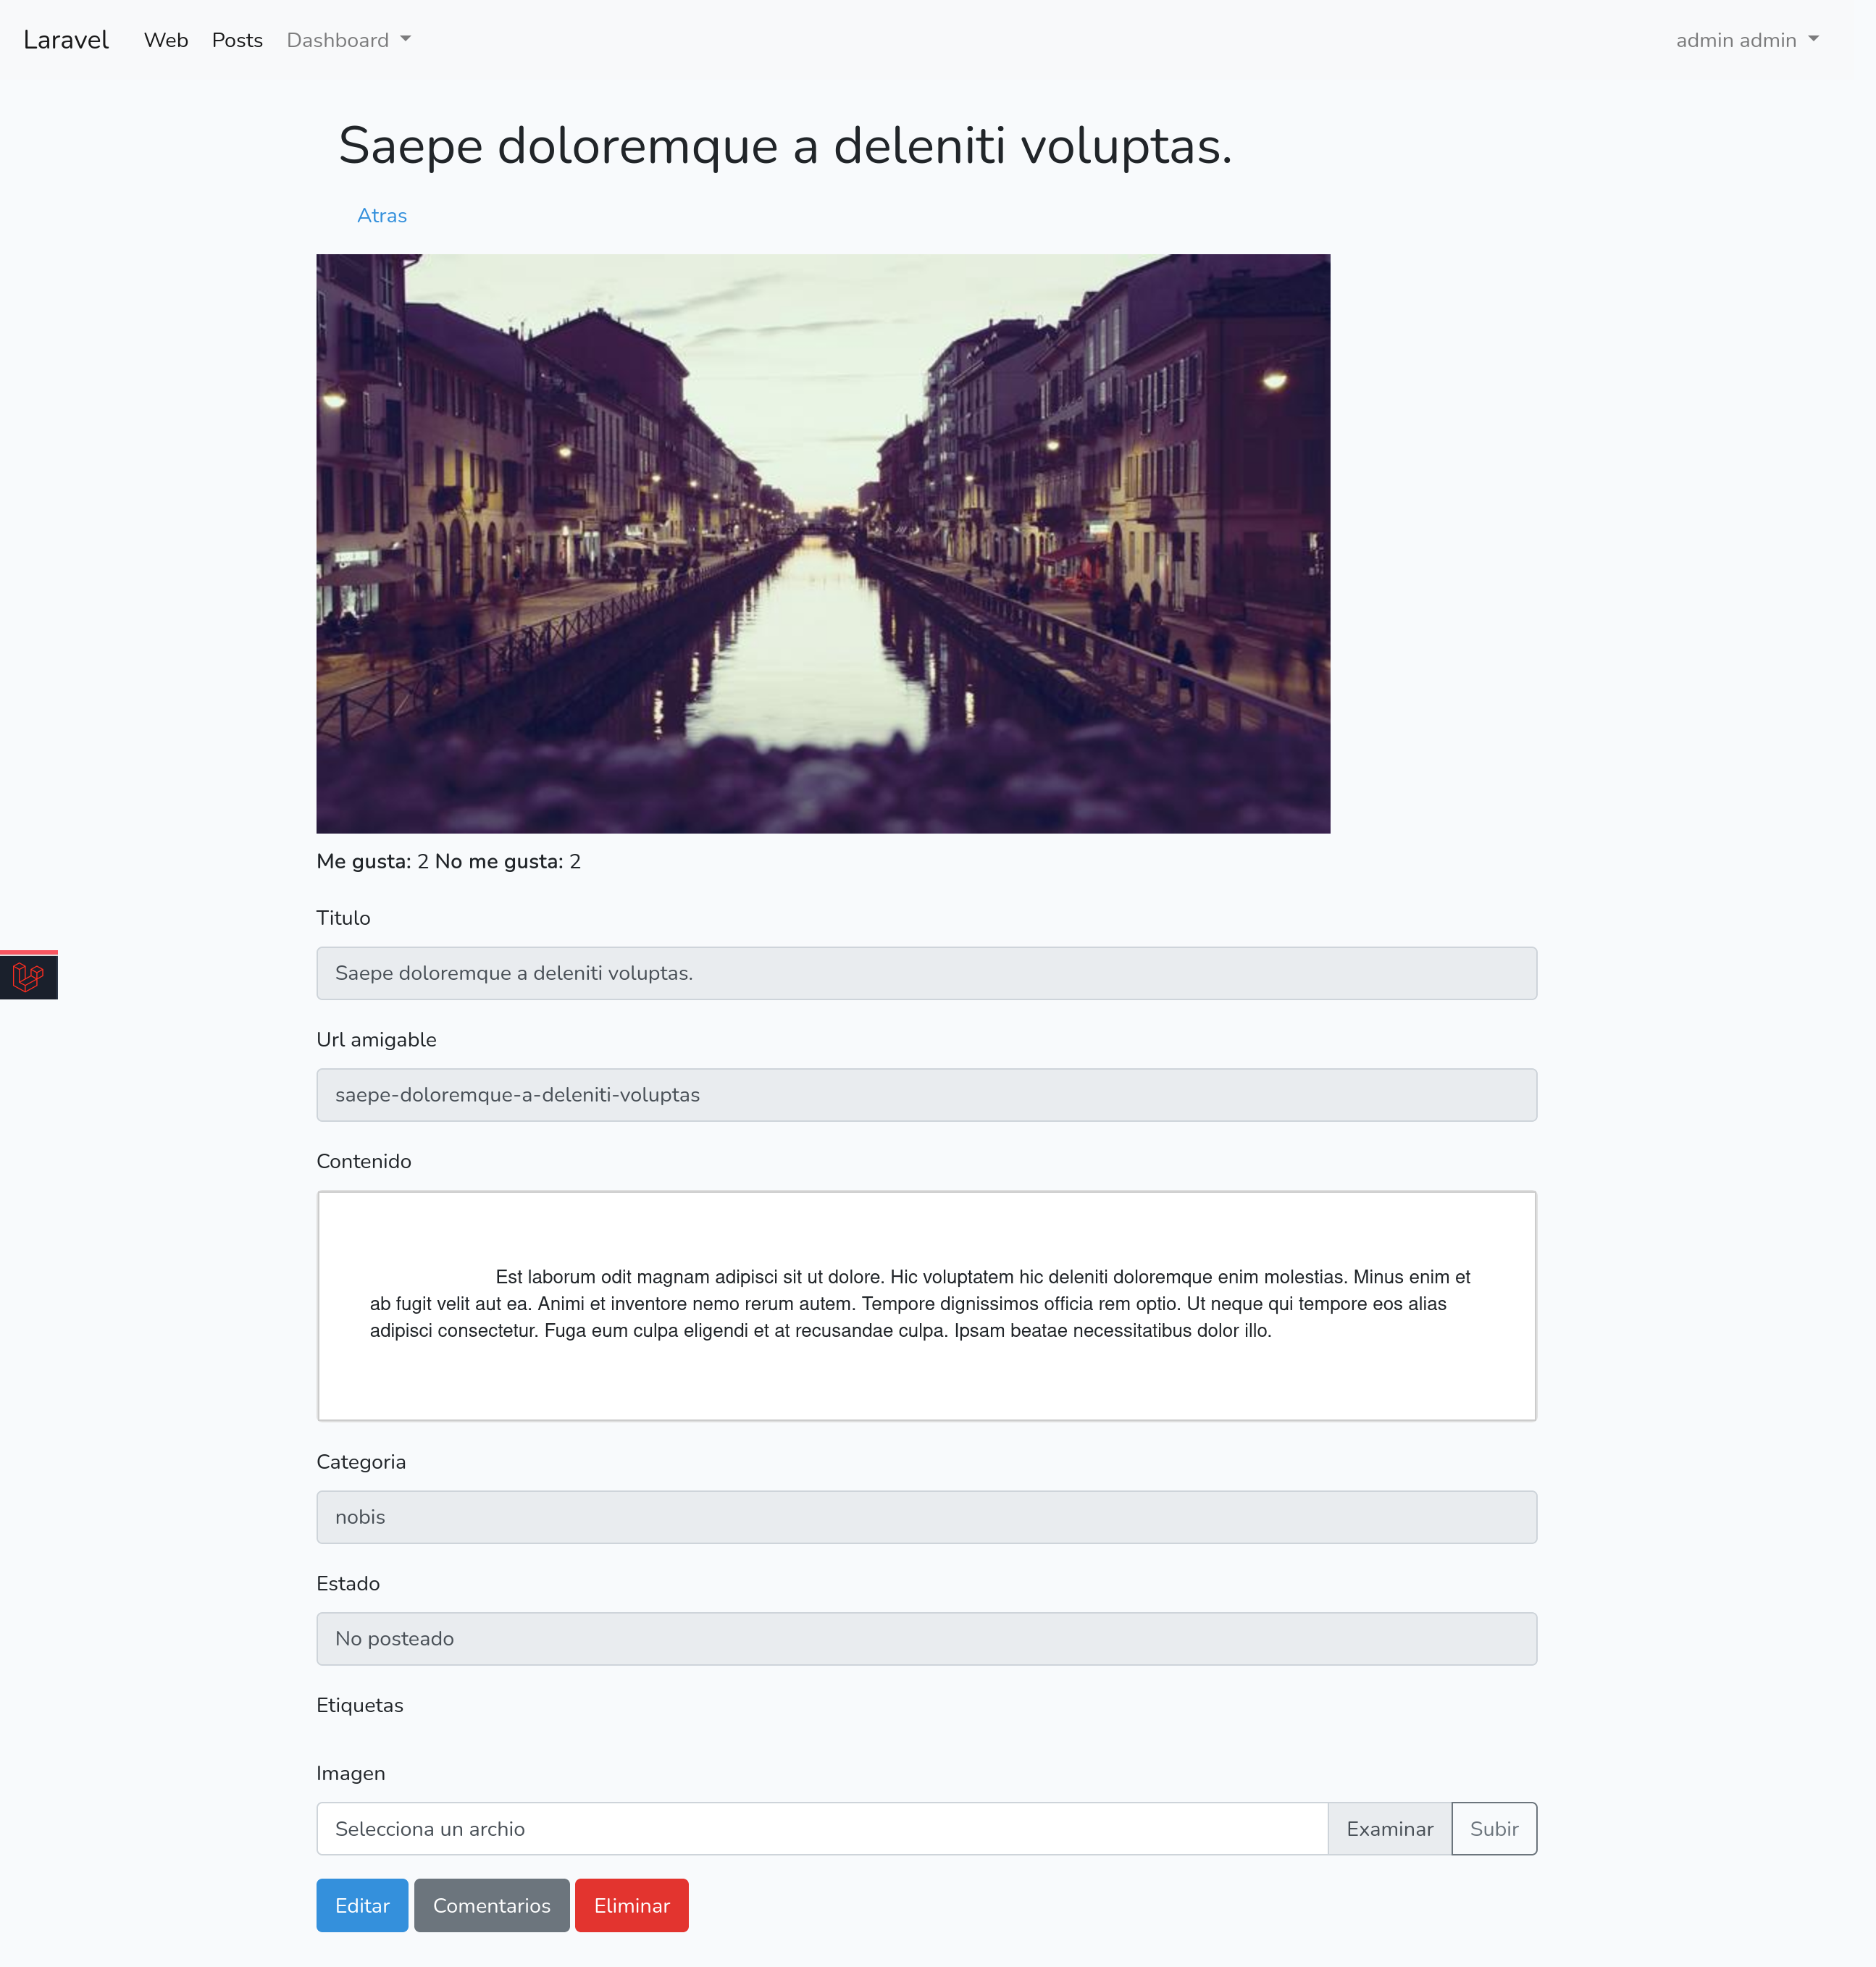 Laravel Web Posts Dashboard admin admin
Saepe doloremque a deleniti voluptas.
Atras
Me gusta: 2 No me gusta: 2
Titulo
Saepe doloremque a deleniti voluptas.
Url amigable
saepe-doloremque-a-deleniti-voluptas
Contenido
Est laborum odit magnam adipisci sit ut dolore. Hic voluptatem hic deleniti doloremque enim molestias. Minus enim et
ab fugit velit aut ea. Animi et inventore nemo rerum autem. Tempore dignissimos officia rem optio. Ut neque qui tempore eos alias
adipisci consectetur. Fuga eum culpa eligendi et at recusandae culpa. Ipsam beatae necessitatibus dolor illo.
Categoria
nobis
Estado
No posteado
Etiquetas
Imagen
Selecciona un archio Examinar Subir
Editar Comentarios Eliminar